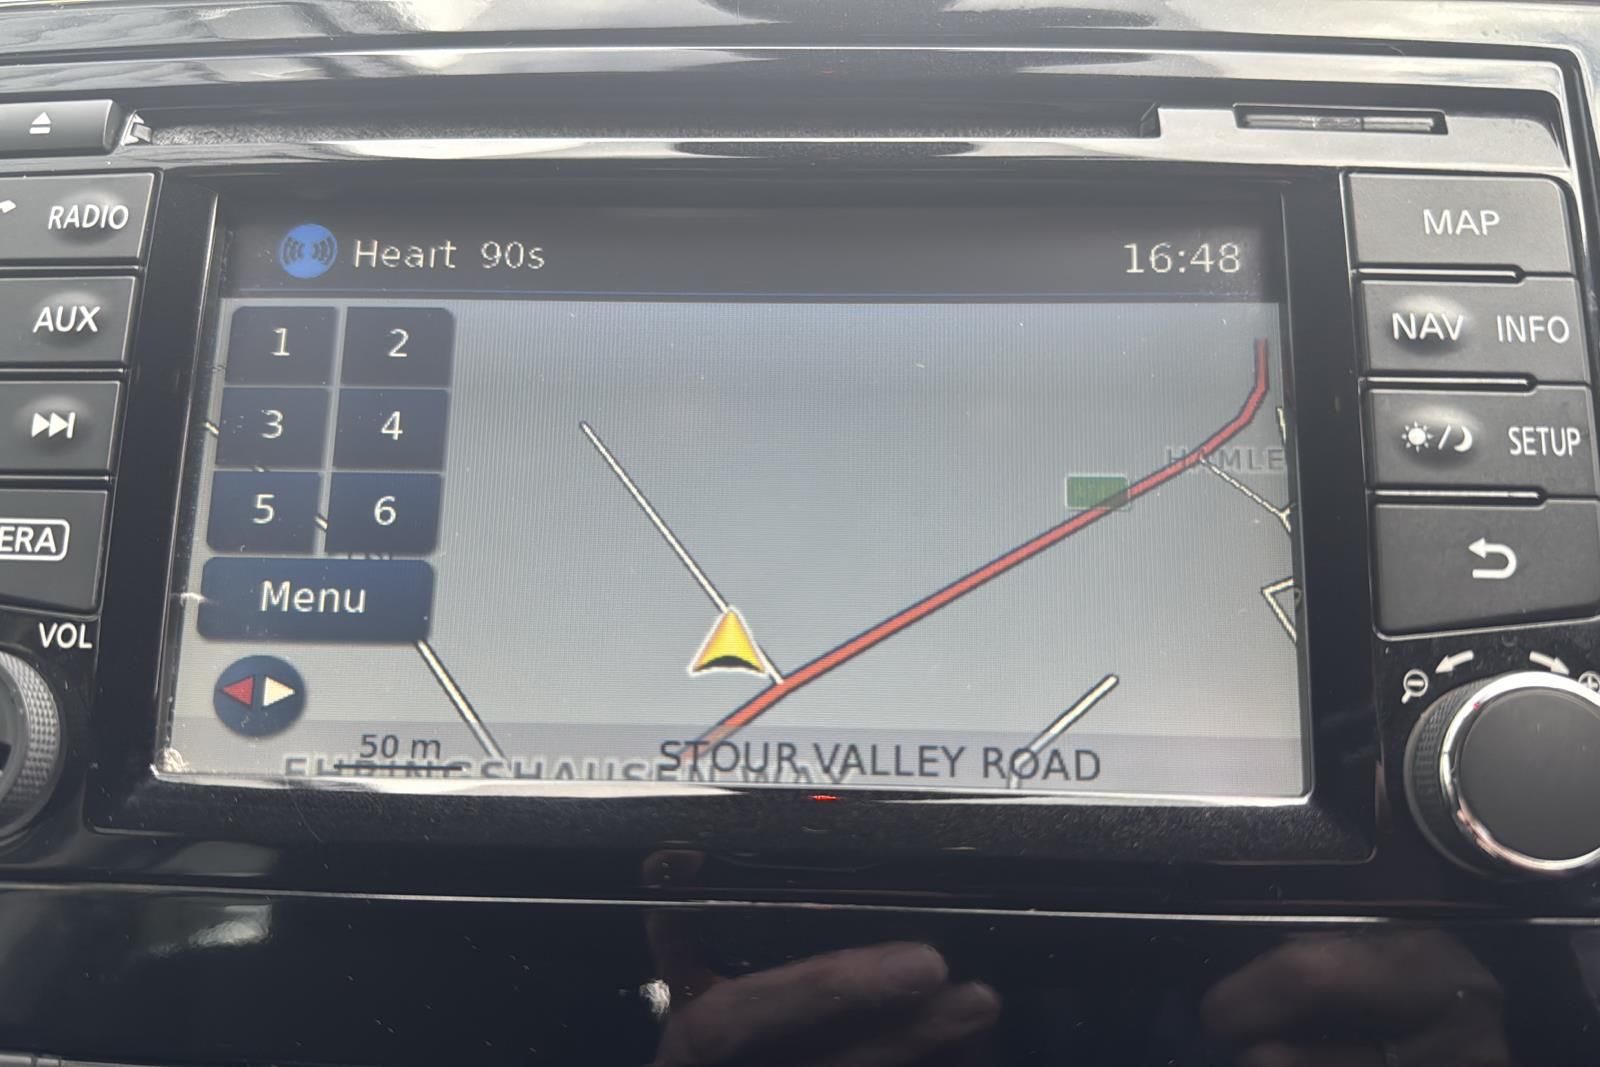 RADIO
AUX
ERA
VOL
Heart 90s
16:48
1
2
3
4
5
6
Menu
50 m
STOUR VALLEY ROAD
MAP
NAV
INFO
SETUP